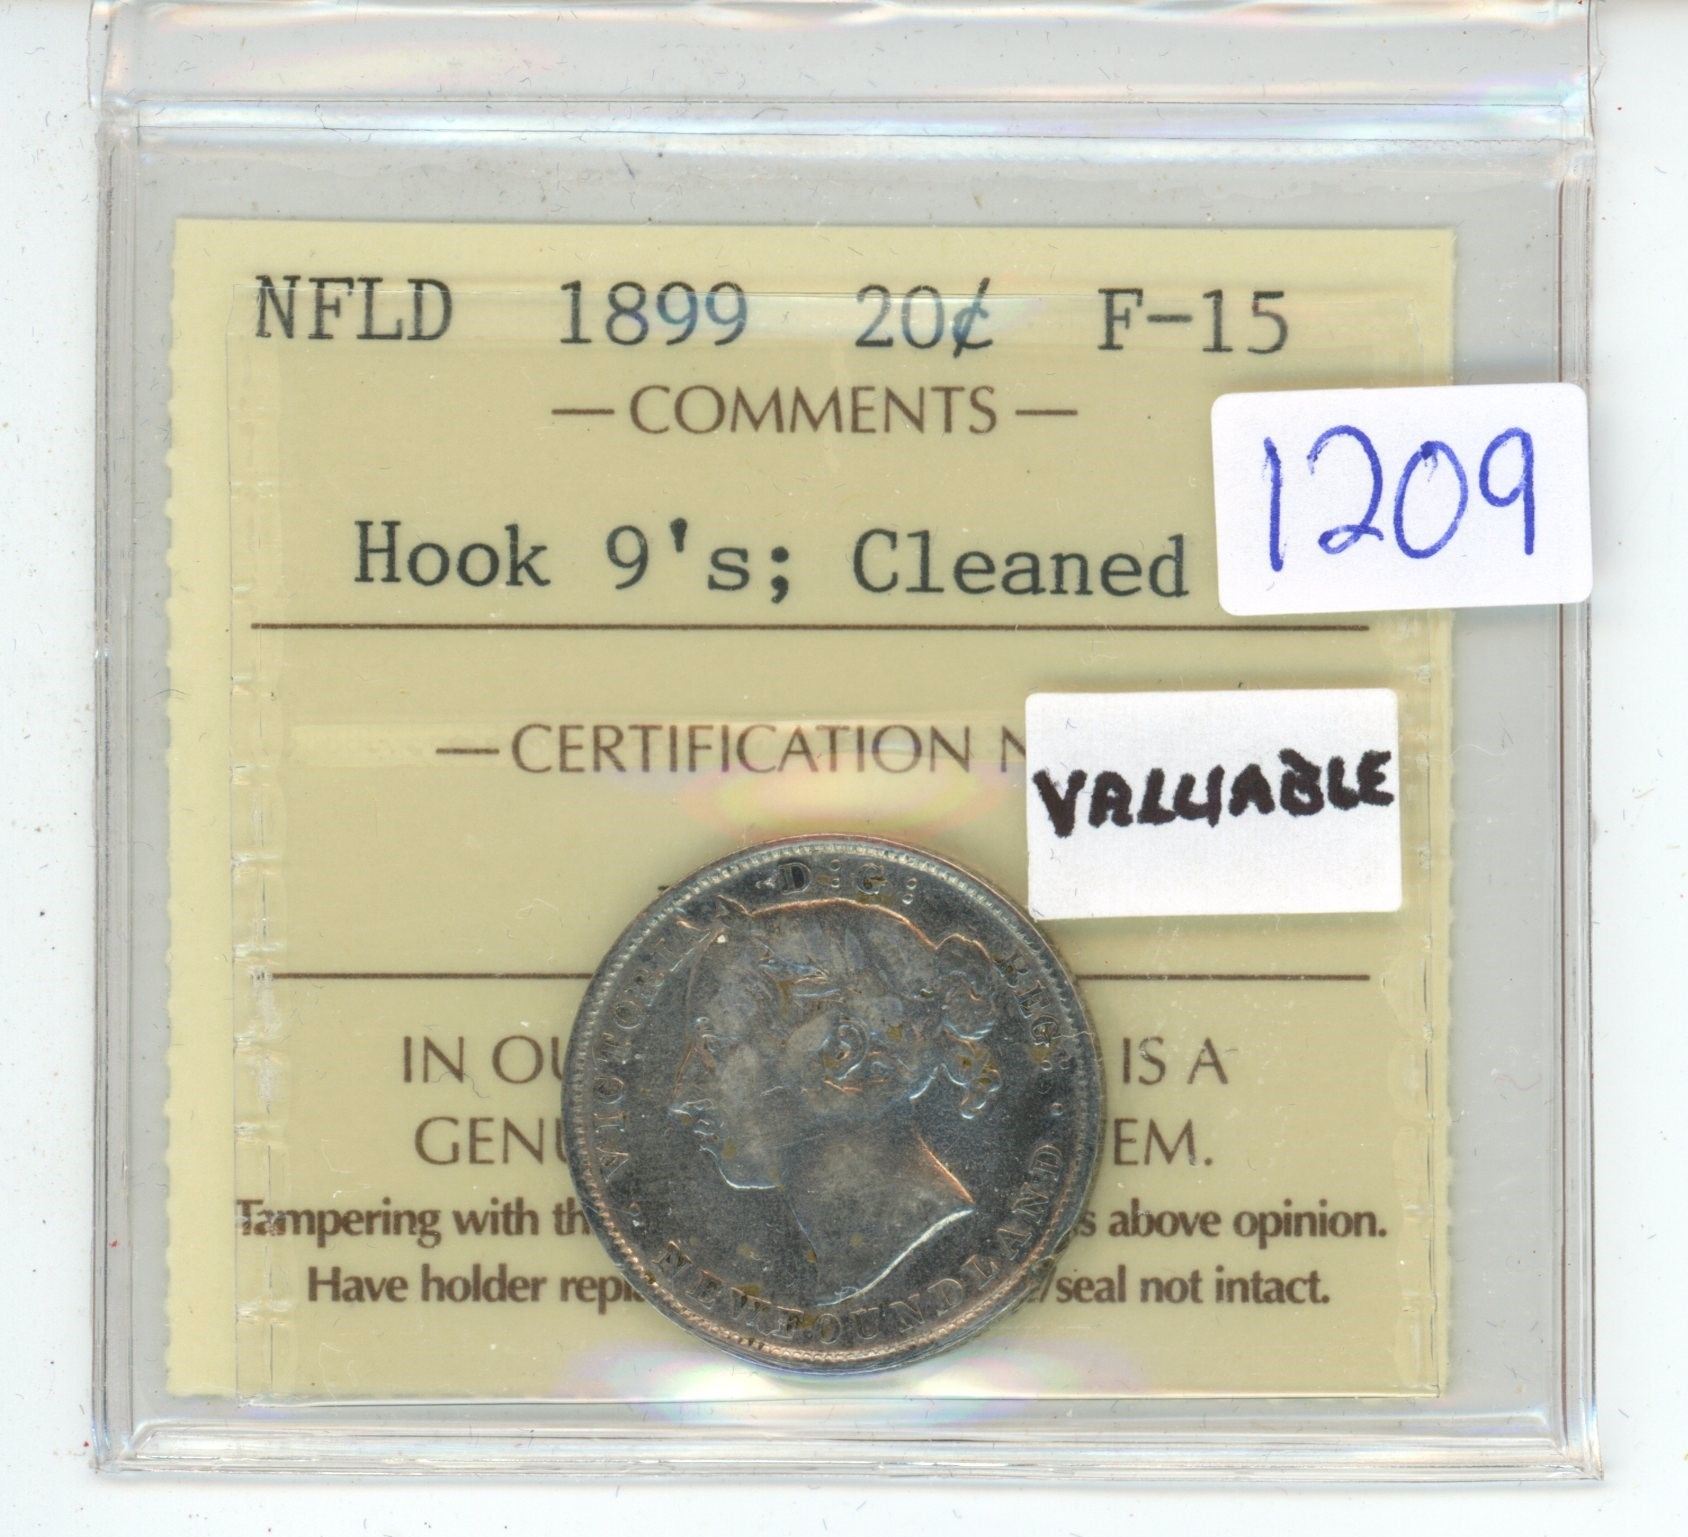 NFLD 1899 20¢ F-15
— COMMENTS —
1209
Hook 9's; Cleaned
— CERTIFICATION N
VALUABLE
VICTORIA D:G: REG:
NEWFOUNDLAND
IN OU IS A
GENU EM.
Tampering with th s above opinion.
Have holder repl e/seal not intact.